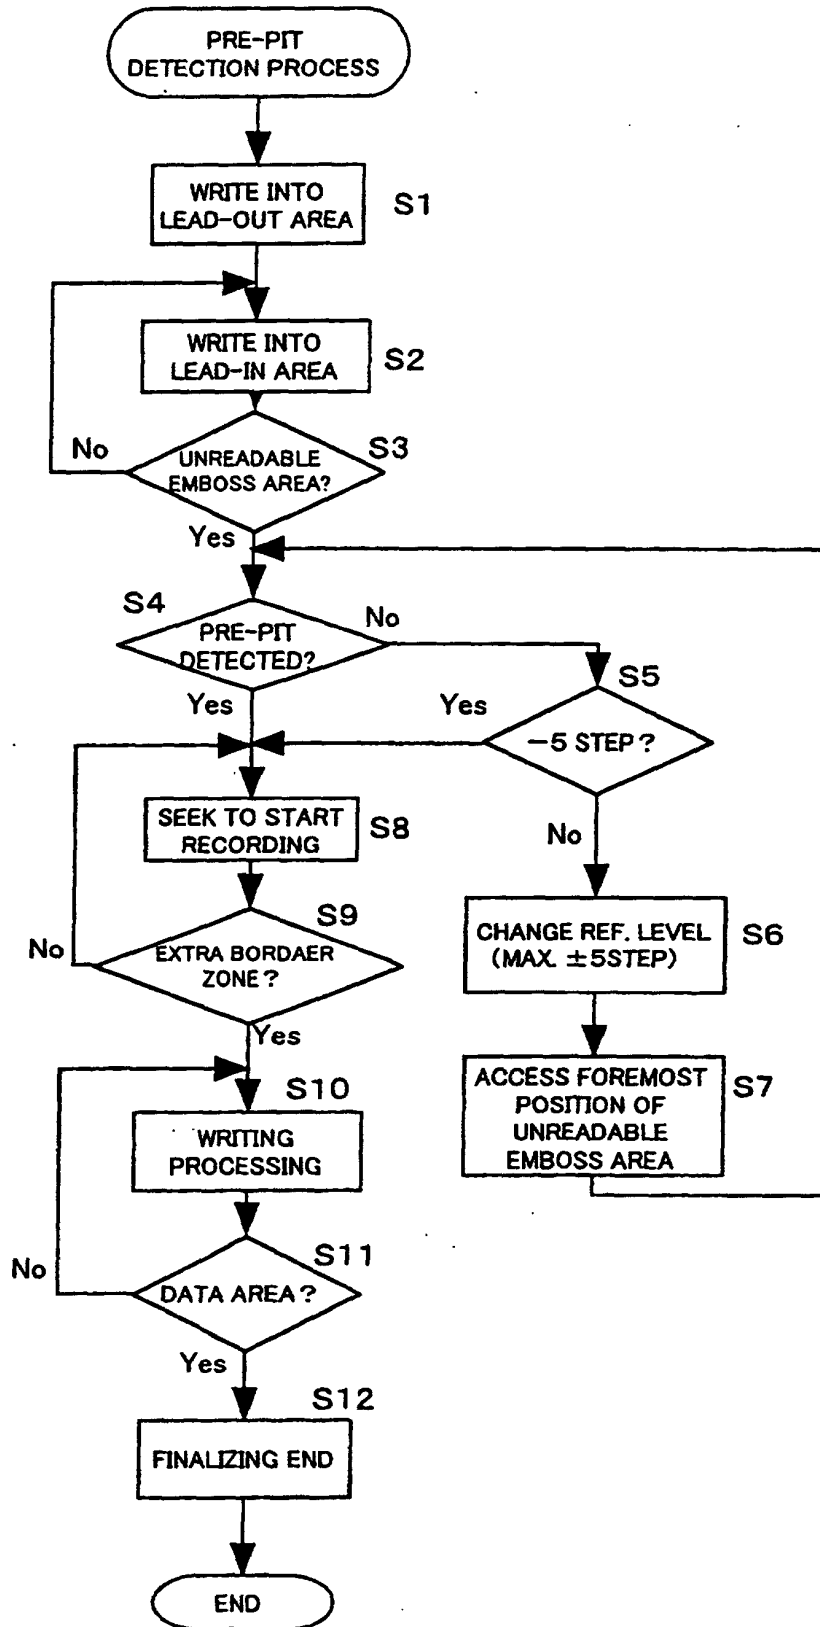 PRE-PIT
DETECTION PROCESS
WRITE INTO
LEAD-OUT AREA
S1
WRITE INTO
LEAD-IN AREA
S2
No
UNREADABLE
EMBOSS AREA?
S3
Yes
S4
PRE-PIT
DETECTED?
No
Yes
S5
-5 STEP?
Yes
No
SEEK TO START
RECORDING
S8
CHANGE REF. LEVEL
(MAX. ±5STEP)
S6
S9
EXTRA BORDAER
ZONE?
No
Yes
ACCESS FOREMOST
POSITION OF
UNREADABLE
EMBOSS AREA
S7
S10
WRITING
PROCESSING
S11
DATA AREA?
No
Yes
S12
FINALIZING END
END